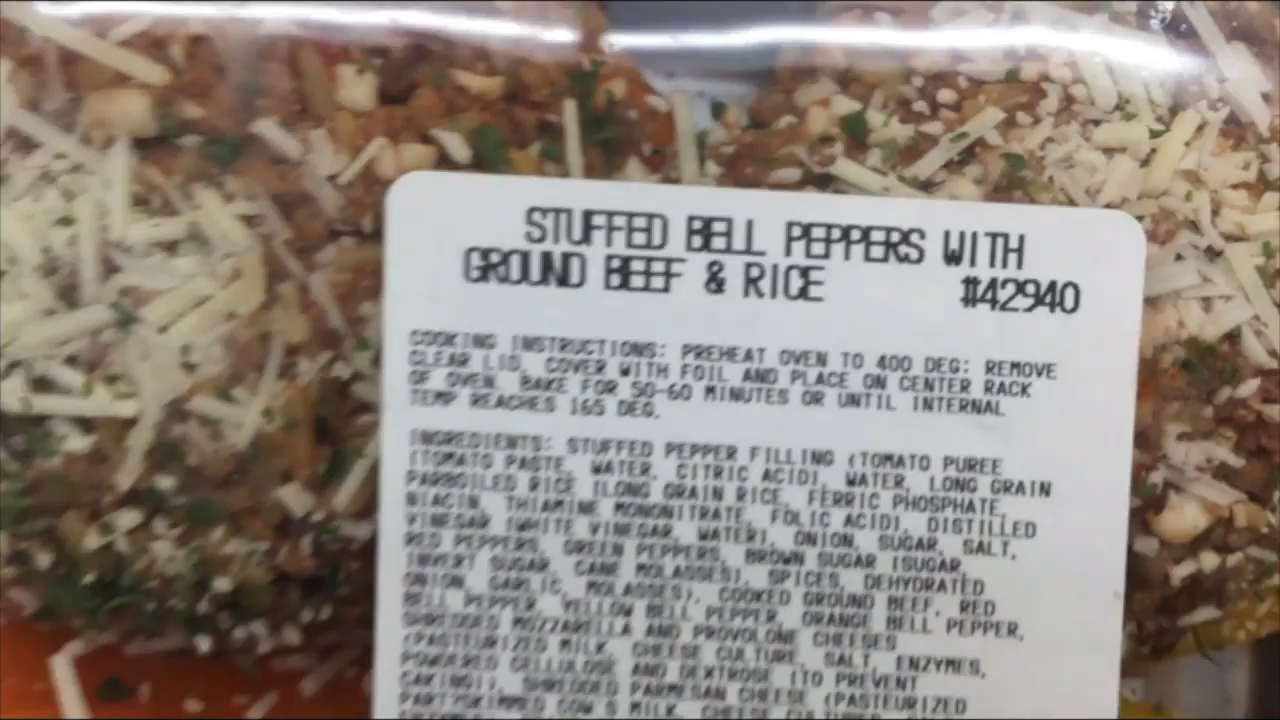 STUFFED BELL PEPPERS WITH
GROUND BEEF & RICE #42940
COOKING INSTRUCTIONS: PREHEAT OVEN TO 400 DEG: REMOVE
CLEAR LID, COVER WITH FOIL AND PLACE ON CENTER RACK
OF OVEN. BAKE FOR 50-60 MINUTES OR UNTIL INTERNAL
TEMP REACHES 165 DEG.
INGREDIENTS: STUFFED PEPPER FILLING (TOMATO PUREE
(TOMATO PASTE, WATER, CITRIC ACID), WATER, LONG GRAIN
PARBOILED RICE (LONG GRAIN RICE, FERRIC PHOSPHATE,
NIACIN, THIAMINE MONONITRATE, FOLIC ACID), DISTILLED
VINEGAR (WHITE VINEGAR, WATER), ONION, SUGAR, SALT,
RED PEPPERS, GREEN PEPPERS, BROWN SUGAR (SUGAR,
INVERT SUGAR, CANE MOLASSES), SPICES, DEHYDRATED
ONION, GARLIC, MOLASSES), COOKED GROUND BEEF, RED
BELL PEPPER, YELLOW BELL PEPPER, ORANGE BELL PEPPER,
SHREDDED MOZZARELLA AND PROVOLONE CHEESES
(PASTEURIZED MILK, CHEESE CULTURE, SALT, ENZYMES,
POWDERED CELLULOSE AND DEXTROSE (TO PREVENT
CAKING)), SHREDDED PARMESAN CHEESE (PASTEURIZED
PART-SKIMMED COW'S MILK, CHEESE CULTURES,